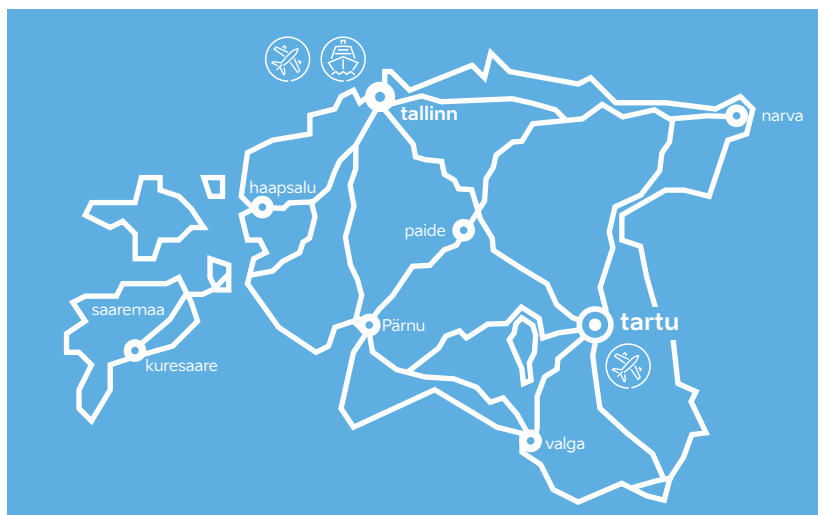 tallinn
narva
haapsalu
paide
saaremaa
Pärnu
tartu
kuresaare
valga